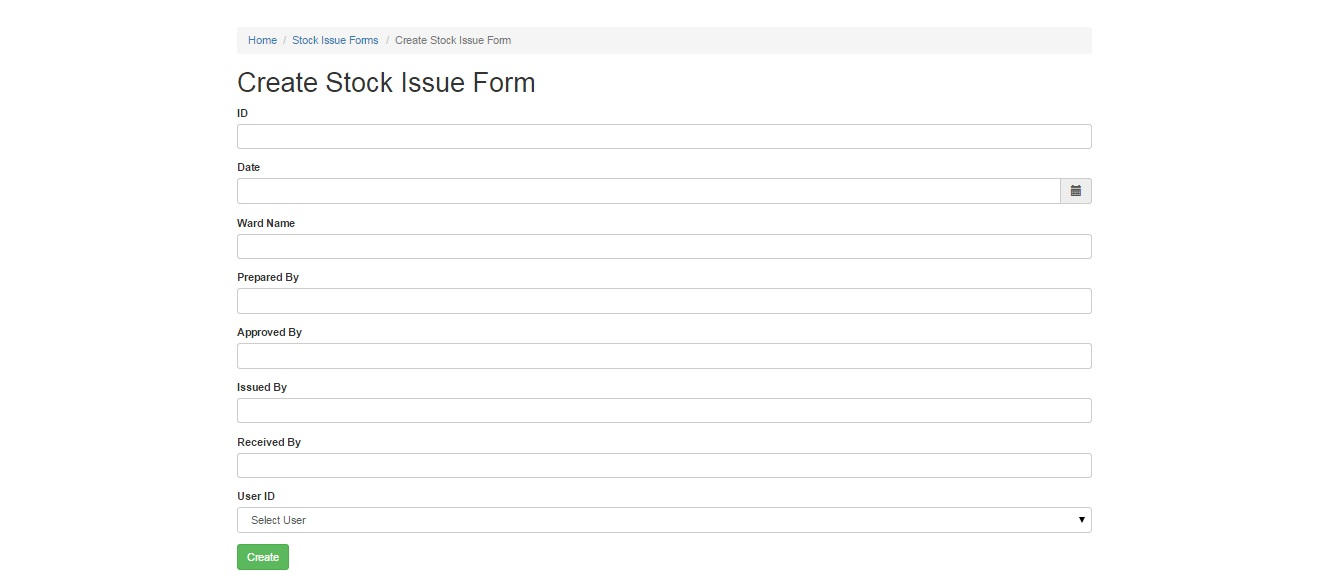 Home / Stock Issue Forms / Create Stock Issue Form
Create Stock Issue Form
ID
Date
Ward Name
Prepared By
Approved By
Issued By
Received By
User ID
Select User
Create